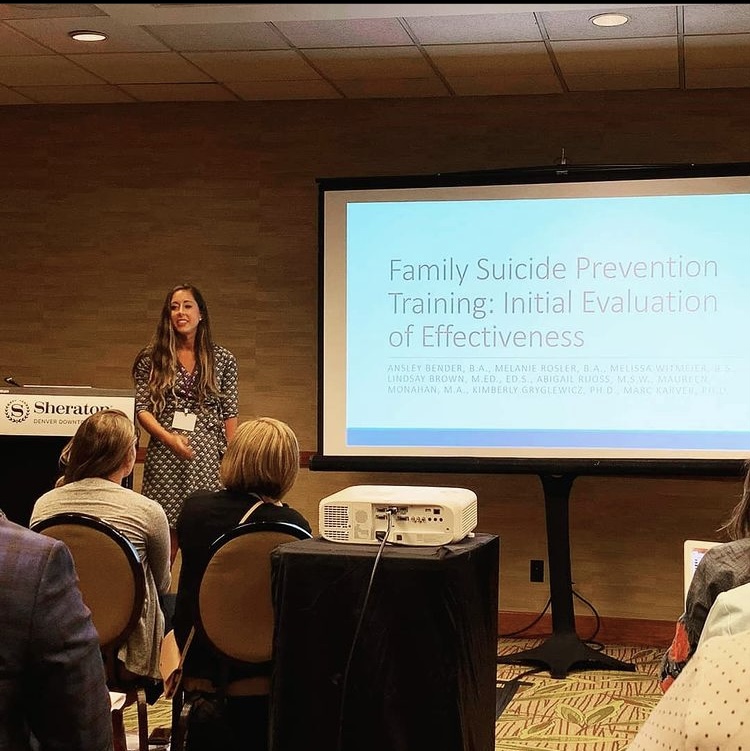 Family Suicide Prevention
Training: Initial Evaluation
of Effectiveness
ANSLEY BENDER, B.A., MELANIE ROSLER, B.A., MELISSA WITMEIER, B.S.
LINDSAY BROWN, M.ED., ED.S., ABIGAIL RUOSS, M.S.W., MAUREEN
MONAHAN, M.A., KIMBERLY GRYGLEWICZ, PH.D., MARC KARVER, PH.D.
S Sheraton
DENVER DOWNTO